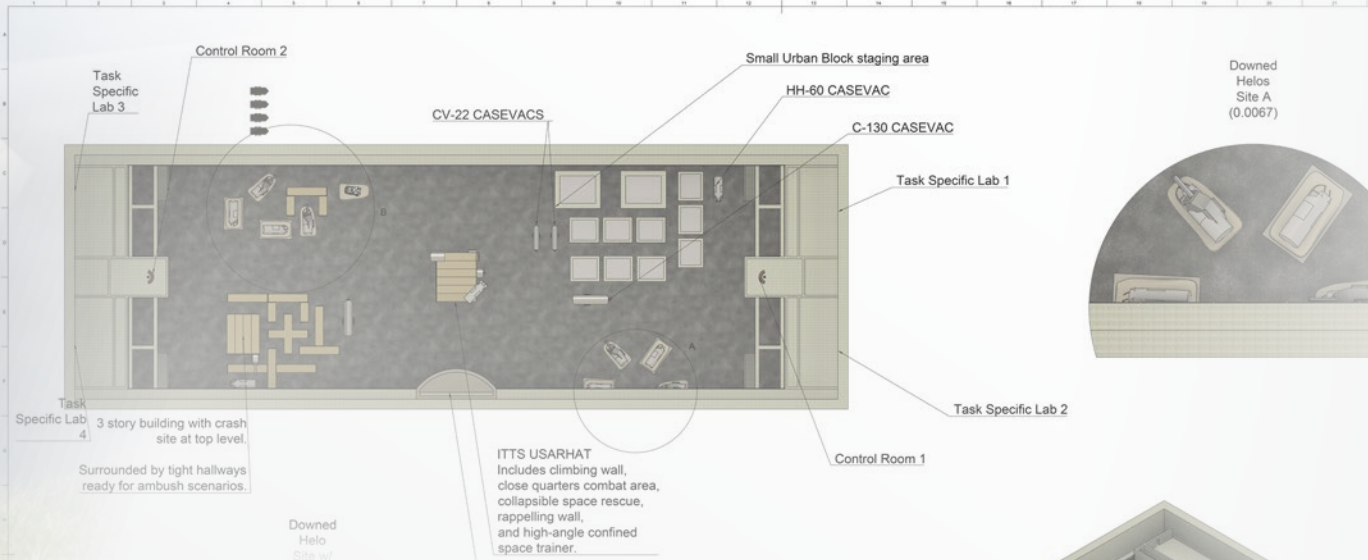 Control Room 2
Task
Specific
Lab 3
CV-22 CASEVACS
Small Urban Block staging area
HH-60 CASEVAC
C-130 CASEVAC
Task Specific Lab 1
Downed
Helos
Site A
(0.0067)
B
A
Task
Specific Lab
4
3 story building with crash
site at top level.
Surrounded by tight hallways
ready for ambush scenarios.
ITTS USARHAT
Includes climbing wall,
close quarters combat area,
collapsible space rescue,
rappelling wall,
and high-angle confined
space trainer.
Task Specific Lab 2
Control Room 1
Downed
Helo
Site w/